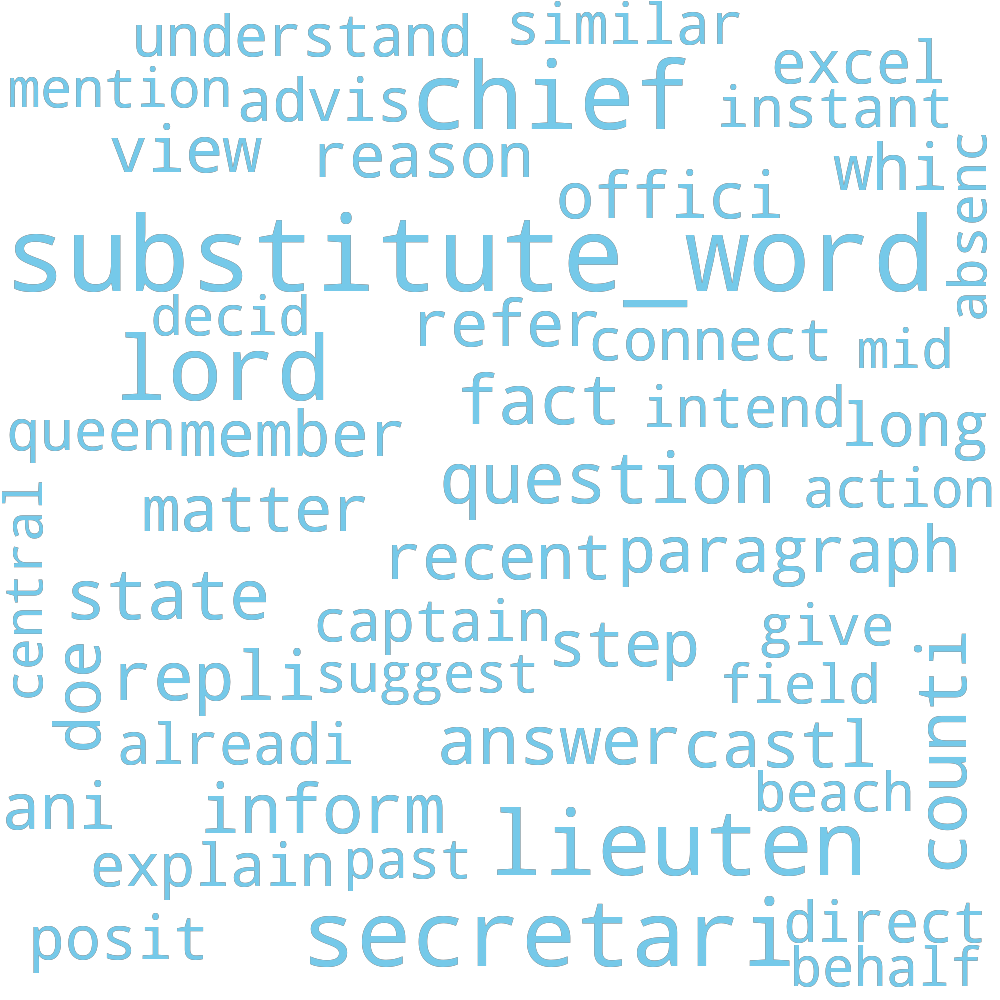 understand similar
mention advis chief excel
instant
view reason whi
offici absenc
substitute_word
decid refer connect mid
lord
fact intend long
queen member
question action
central matter
recent paragraph
state
captain step give
doe repli suggest field counti
alreadi answer castl
ani inform beach
lieuten
explain past
posit secretari direct
behalf